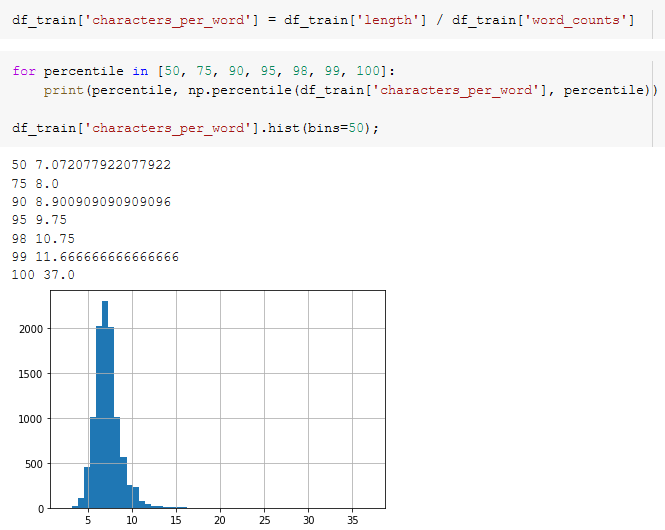 df_train['characters_per_word'] = df_train['length'] / df_train['word_counts']
for percentile in [50, 75, 90, 95, 98, 99, 100]:
    print(percentile, np.percentile(df_train['characters_per_word'], percentile))
df_train['characters_per_word'].hist(bins=50);
50 7.072077922077922
75 8.0
90 8.900909090909096
95 9.75
98 10.75
99 11.666666666666666
100 37.0
2000
1500
1000
500
0
5 10 15 20 25 30 35